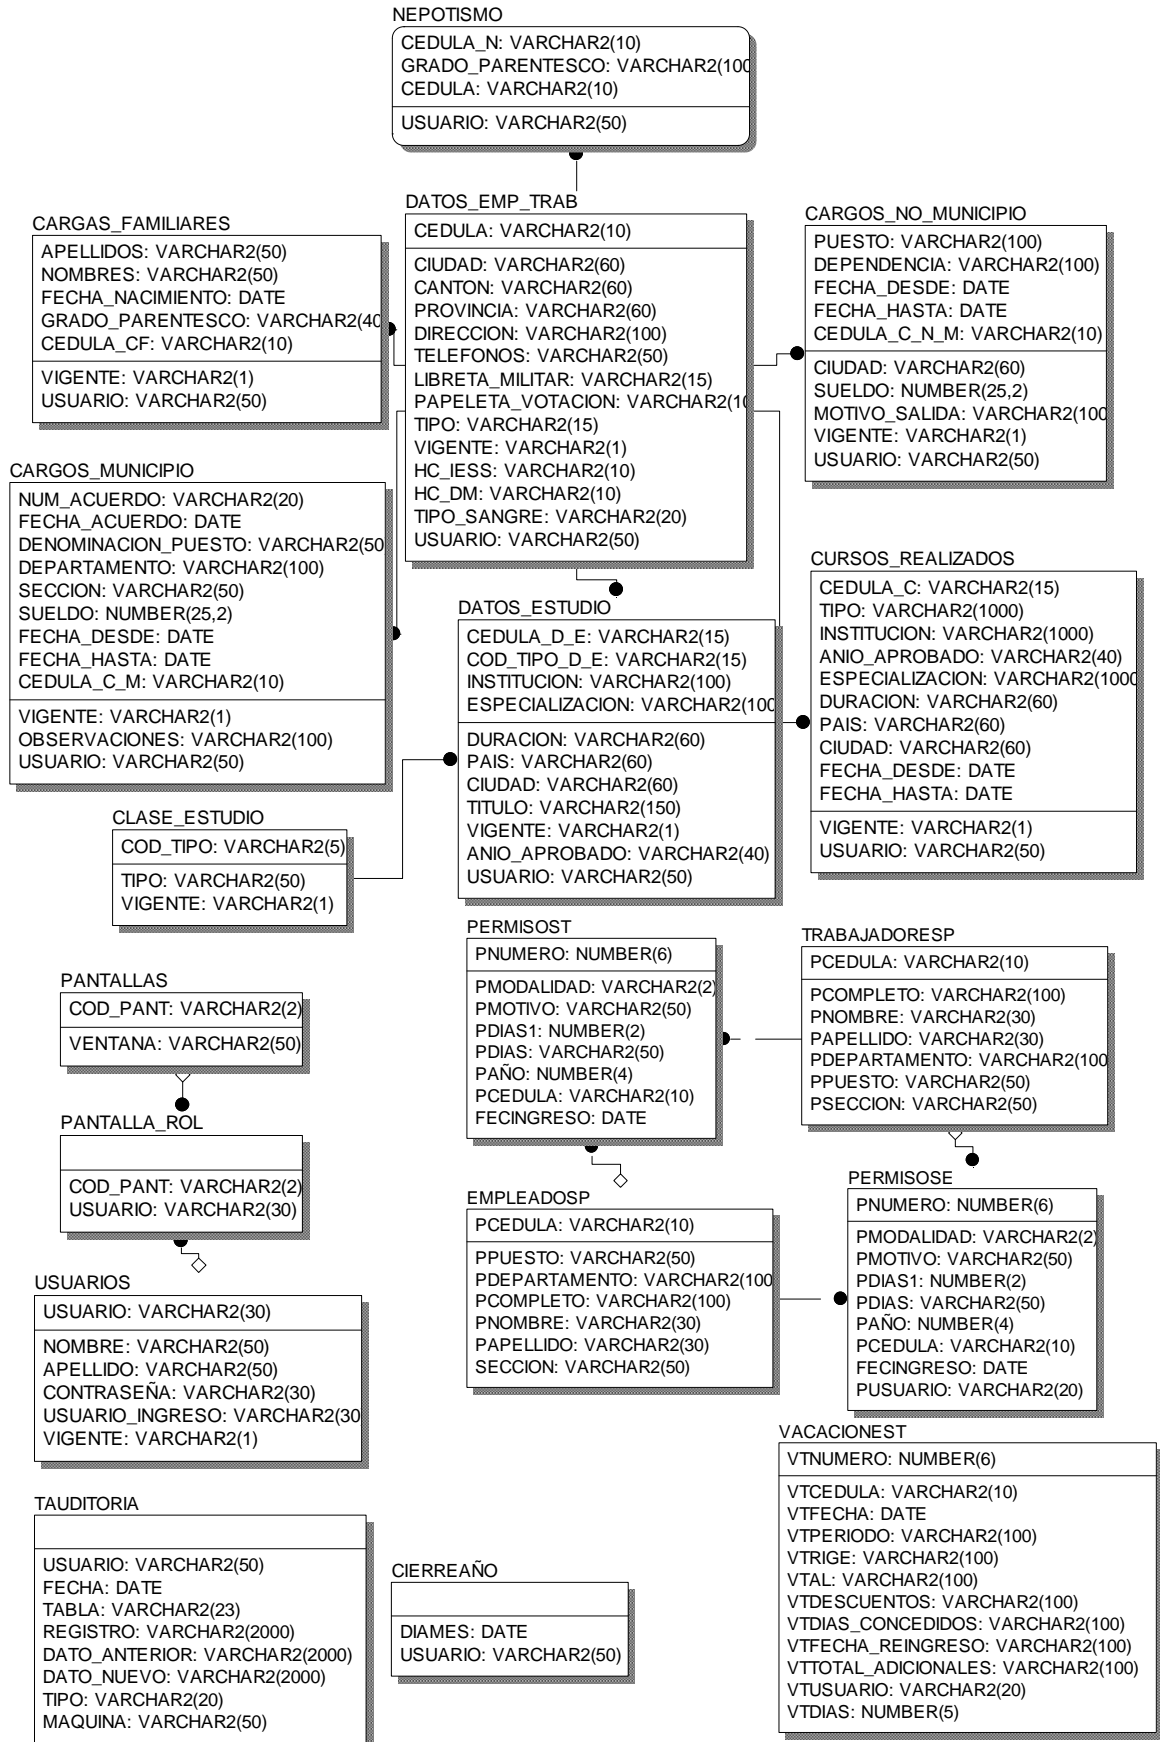 NEPOTISMO
CEDULA_N: VARCHAR2(10)
GRADO_PARENTESCO: VARCHAR2(100
CEDULA: VARCHAR2(10)
USUARIO: VARCHAR2(50)
CARGAS_FAMILIARES
APELLIDOS: VARCHAR2(50)
NOMBRES: VARCHAR2(50)
FECHA_NACIMIENTO: DATE
GRADO_PARENTESCO: VARCHAR2(40
CEDULA_CF: VARCHAR2(10)
VIGENTE: VARCHAR2(1)
USUARIO: VARCHAR2(50)
DATOS_EMP_TRAB
CEDULA: VARCHAR2(10)
CIUDAD: VARCHAR2(60)
CANTON: VARCHAR2(60)
PROVINCIA: VARCHAR2(60)
DIRECCION: VARCHAR2(100)
TELEFONOS: VARCHAR2(50)
LIBRETA_MILITAR: VARCHAR2(15)
PAPELETA_VOTACION: VARCHAR2(10
TIPO: VARCHAR2(15)
VIGENTE: VARCHAR2(1)
HC_IESS: VARCHAR2(10)
HC_DM: VARCHAR2(10)
TIPO_SANGRE: VARCHAR2(20)
USUARIO: VARCHAR2(50)
CARGOS_NO_MUNICIPIO
PUESTO: VARCHAR2(100)
DEPENDENCIA: VARCHAR2(100)
FECHA_DESDE: DATE
FECHA_HASTA: DATE
CEDULA_C_N_M: VARCHAR2(10)
CIUDAD: VARCHAR2(60)
SUELDO: NUMBER(25,2)
MOTIVO_SALIDA: VARCHAR2(100
VIGENTE: VARCHAR2(1)
USUARIO: VARCHAR2(50)
CARGOS_MUNICIPIO
NUM_ACUERDO: VARCHAR2(20)
FECHA_ACUERDO: DATE
DENOMINACION_PUESTO: VARCHAR2(50
DEPARTAMENTO: VARCHAR2(100)
SECCION: VARCHAR2(50)
SUELDO: NUMBER(25,2)
FECHA_DESDE: DATE
FECHA_HASTA: DATE
CEDULA_C_M: VARCHAR2(10)
VIGENTE: VARCHAR2(1)
OBSERVACIONES: VARCHAR2(100)
USUARIO: VARCHAR2(50)
DATOS_ESTUDIO
CEDULA_D_E: VARCHAR2(15)
COD_TIPO_D_E: VARCHAR2(15)
INSTITUCION: VARCHAR2(100)
ESPECIALIZACION: VARCHAR2(100
DURACION: VARCHAR2(60)
PAIS: VARCHAR2(60)
CIUDAD: VARCHAR2(60)
TITULO: VARCHAR2(150)
VIGENTE: VARCHAR2(1)
ANIO_APROBADO: VARCHAR2(40)
USUARIO: VARCHAR2(50)
CURSOS_REALIZADOS
CEDULA_C: VARCHAR2(15)
TIPO: VARCHAR2(1000)
INSTITUCION: VARCHAR2(1000)
ANIO_APROBADO: VARCHAR2(40)
ESPECIALIZACION: VARCHAR2(1000
DURACION: VARCHAR2(60)
PAIS: VARCHAR2(60)
CIUDAD: VARCHAR2(60)
FECHA_DESDE: DATE
FECHA_HASTA: DATE
VIGENTE: VARCHAR2(1)
USUARIO: VARCHAR2(50)
CLASE_ESTUDIO
COD_TIPO: VARCHAR2(5)
TIPO: VARCHAR2(50)
VIGENTE: VARCHAR2(1)
PERMISOST
PNUMERO: NUMBER(6)
PMODALIDAD: VARCHAR2(2)
PMOTIVO: VARCHAR2(50)
PDIAS1: NUMBER(2)
PDIAS: VARCHAR2(50)
PAÑO: NUMBER(4)
PCEDULA: VARCHAR2(10)
FECINGRESO: DATE
TRABAJADORESP
PCEDULA: VARCHAR2(10)
PCOMPLETO: VARCHAR2(100)
PNOMBRE: VARCHAR2(30)
PAPELLIDO: VARCHAR2(30)
PDEPARTAMENTO: VARCHAR2(100
PPUESTO: VARCHAR2(50)
PSECCION: VARCHAR2(50)
PANTALLAS
COD_PANT: VARCHAR2(2)
VENTANA: VARCHAR2(50)
PANTALLA_ROL
COD_PANT: VARCHAR2(2)
USUARIO: VARCHAR2(30)
EMPLEADOSP
PCEDULA: VARCHAR2(10)
PPUESTO: VARCHAR2(50)
PDEPARTAMENTO: VARCHAR2(100
PCOMPLETO: VARCHAR2(100)
PNOMBRE: VARCHAR2(30)
PAPELLIDO: VARCHAR2(30)
SECCION: VARCHAR2(50)
PERMISOSE
PNUMERO: NUMBER(6)
PMODALIDAD: VARCHAR2(2)
PMOTIVO: VARCHAR2(50)
PDIAS1: NUMBER(2)
PDIAS: VARCHAR2(50)
PAÑO: NUMBER(4)
PCEDULA: VARCHAR2(10)
FECINGRESO: DATE
PUSUARIO: VARCHAR2(20)
USUARIOS
USUARIO: VARCHAR2(30)
NOMBRE: VARCHAR2(50)
APELLIDO: VARCHAR2(50)
CONTRASEÑA: VARCHAR2(30)
USUARIO_INGRESO: VARCHAR2(30
VIGENTE: VARCHAR2(1)
VACACIONEST
VTNUMERO: NUMBER(6)
VTCEDULA: VARCHAR2(10)
VTFECHA: DATE
VTPERIODO: VARCHAR2(100)
VTRIGE: VARCHAR2(100)
VTAL: VARCHAR2(100)
VTDESCUENTOS: VARCHAR2(100)
VTDIAS_CONCEDIDOS: VARCHAR2(100)
VTFECHA_REINGRESO: VARCHAR2(100)
VTTOTAL_ADICIONALES: VARCHAR2(100)
VTUSUARIO: VARCHAR2(20)
VTDIAS: NUMBER(5)
TAUDITORIA
USUARIO: VARCHAR2(50)
FECHA: DATE
TABLA: VARCHAR2(23)
REGISTRO: VARCHAR2(2000)
DATO_ANTERIOR: VARCHAR2(2000)
DATO_NUEVO: VARCHAR2(2000)
TIPO: VARCHAR2(20)
MAQUINA: VARCHAR2(50)
CIERREAÑO
DIAMES: DATE
USUARIO: VARCHAR2(50)